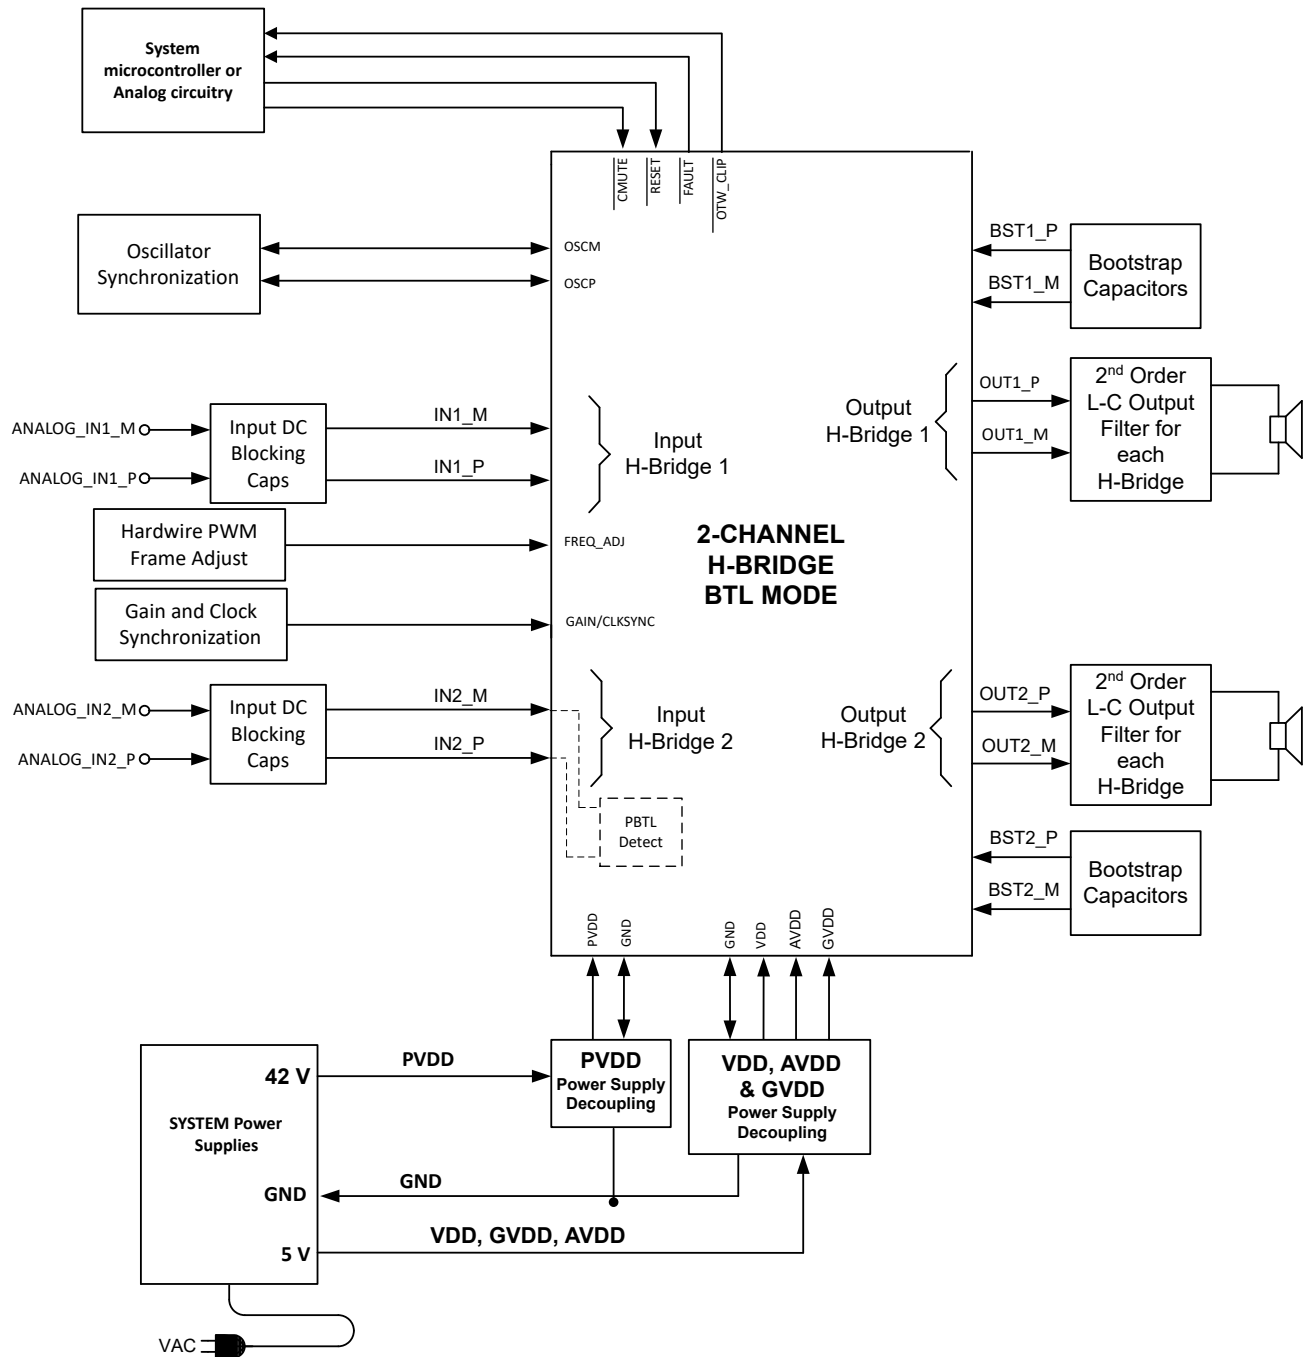 System
microcontroller or
Analog circuitry
CMUTE
RESET
FAULT
OTW_CLIP
Oscillator
Synchronization
OSCM
OSCP
BST1_P
BST1_M
Bootstrap
Capacitors
ANALOG_IN1_M
ANALOG_IN1_P
Input DC
Blocking
Caps
IN1_M
IN1_P
Input
H-Bridge 1
Output
H-Bridge 1
OUT1_P
OUT1_M
2nd Order
L-C Output
Filter for
each
H-Bridge
Hardwire PWM
Frame Adjust
FREQ_ADJ
2-CHANNEL
H-BRIDGE
BTL MODE
Gain and Clock
Synchronization
GAIN/CLKSYNC
ANALOG_IN2_M
ANALOG_IN2_P
Input DC
Blocking
Caps
IN2_M
IN2_P
Input
H-Bridge 2
Output
H-Bridge 2
OUT2_P
OUT2_M
2nd Order
L-C Output
Filter for
each
H-Bridge
PBTL
Detect
BST2_P
BST2_M
Bootstrap
Capacitors
PVDD
GND
GND
VDD
AVDD
GVDD
42 V
PVDD
PVDD
Power Supply
Decoupling
VDD, AVDD
& GVDD
Power Supply
Decoupling
SYSTEM Power
Supplies
GND
GND
5 V
VDD, GVDD, AVDD
VAC